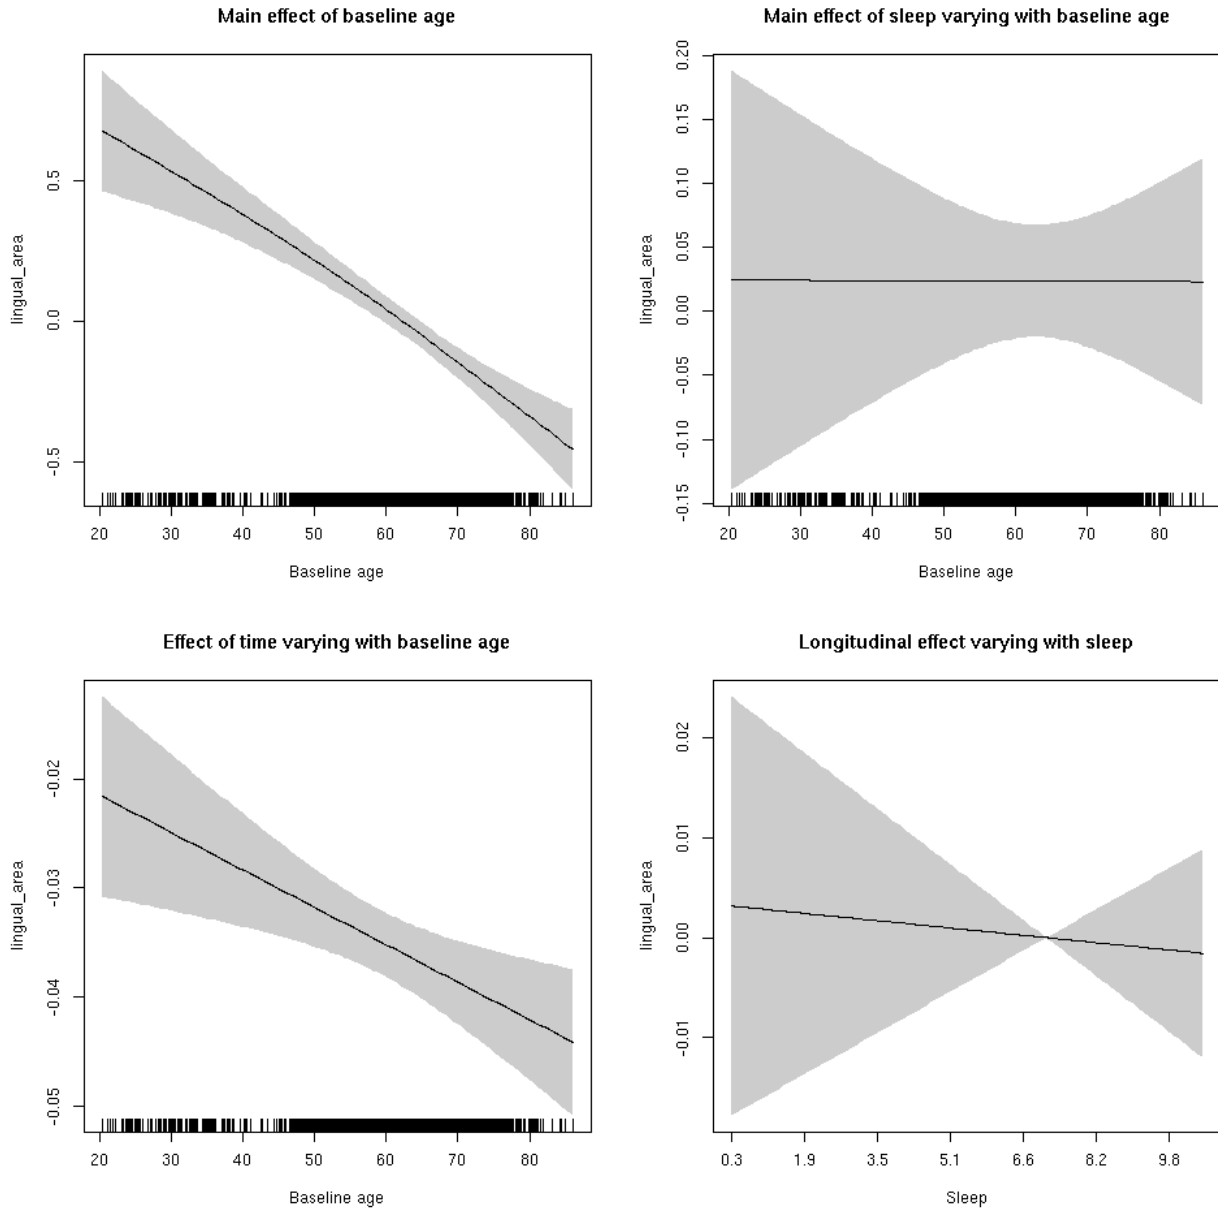 Main effect of baseline age
lingual_area
0.5
0.0
-0.5
20 30 40 50 60 70 80
Baseline age
Main effect of sleep varying with baseline age
lingual_area
0.20
0.15
0.10
0.05
0.00
-0.05
-0.10
-0.15
20 30 40 50 60 70 80
Baseline age
Effect of time varying with baseline age
lingual_area
-0.02
-0.03
-0.04
-0.05
20 30 40 50 60 70 80
Baseline age
Longitudinal effect varying with sleep
lingual_area
0.02
0.01
0.00
-0.01
0.3 1.9 3.5 5.1 6.6 8.2 9.8
Sleep